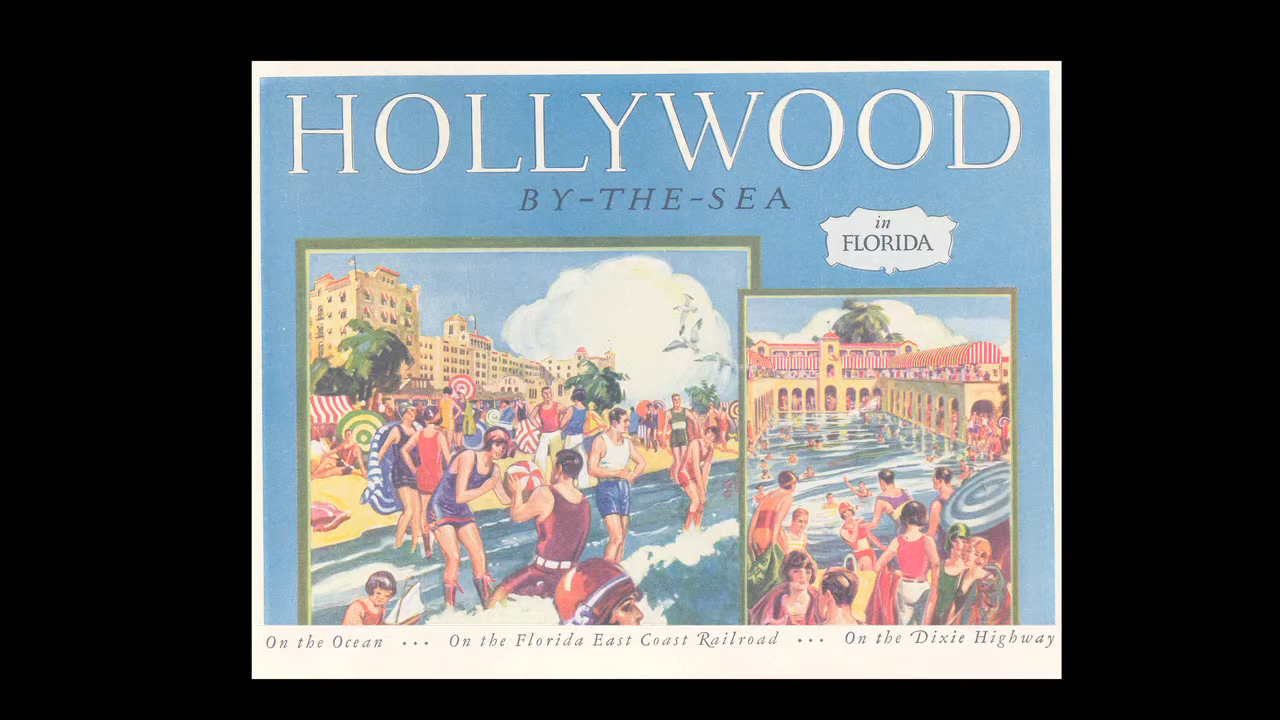 HOLLYWOOD
BY-THE-SEA
in
FLORIDA
On the Ocean ... On the Florida East Coast Railroad ... On the Dixie Highway